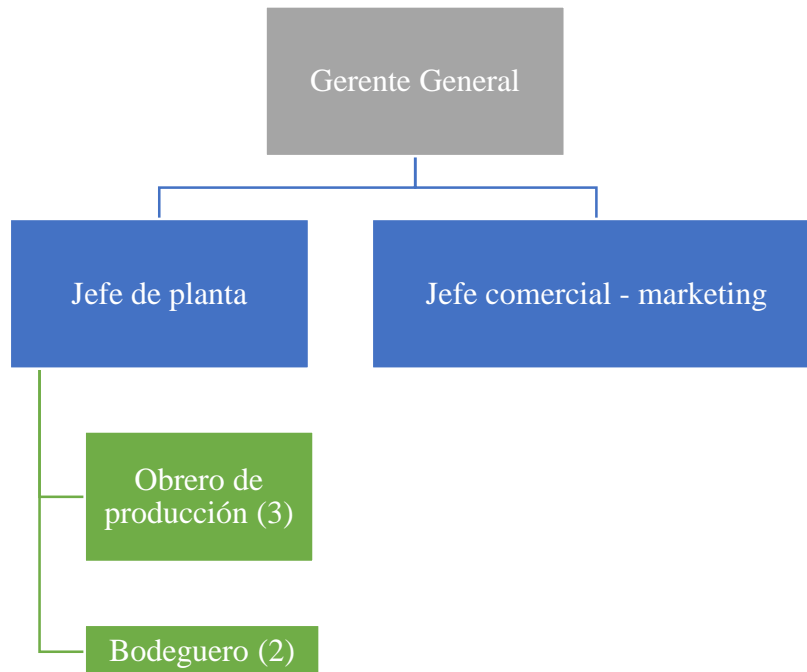 Gerente General
Jefe de planta
Jefe comercial - marketing
Obrero de
producción (3)
Bodeguero (2)